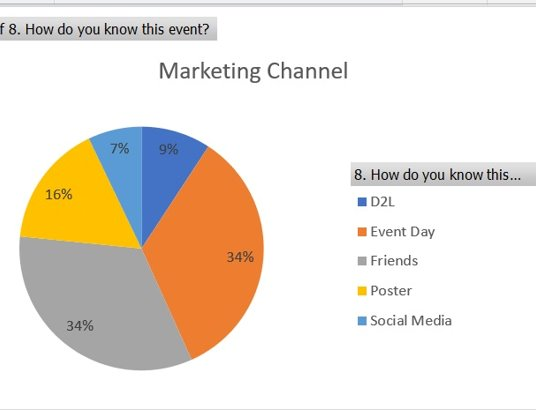 f 8. How do you know this event?
Marketing Channel
7%
9%
16%
34%
34%
8. How do you know this...
D2L
Event Day
Friends
Poster
Social Media